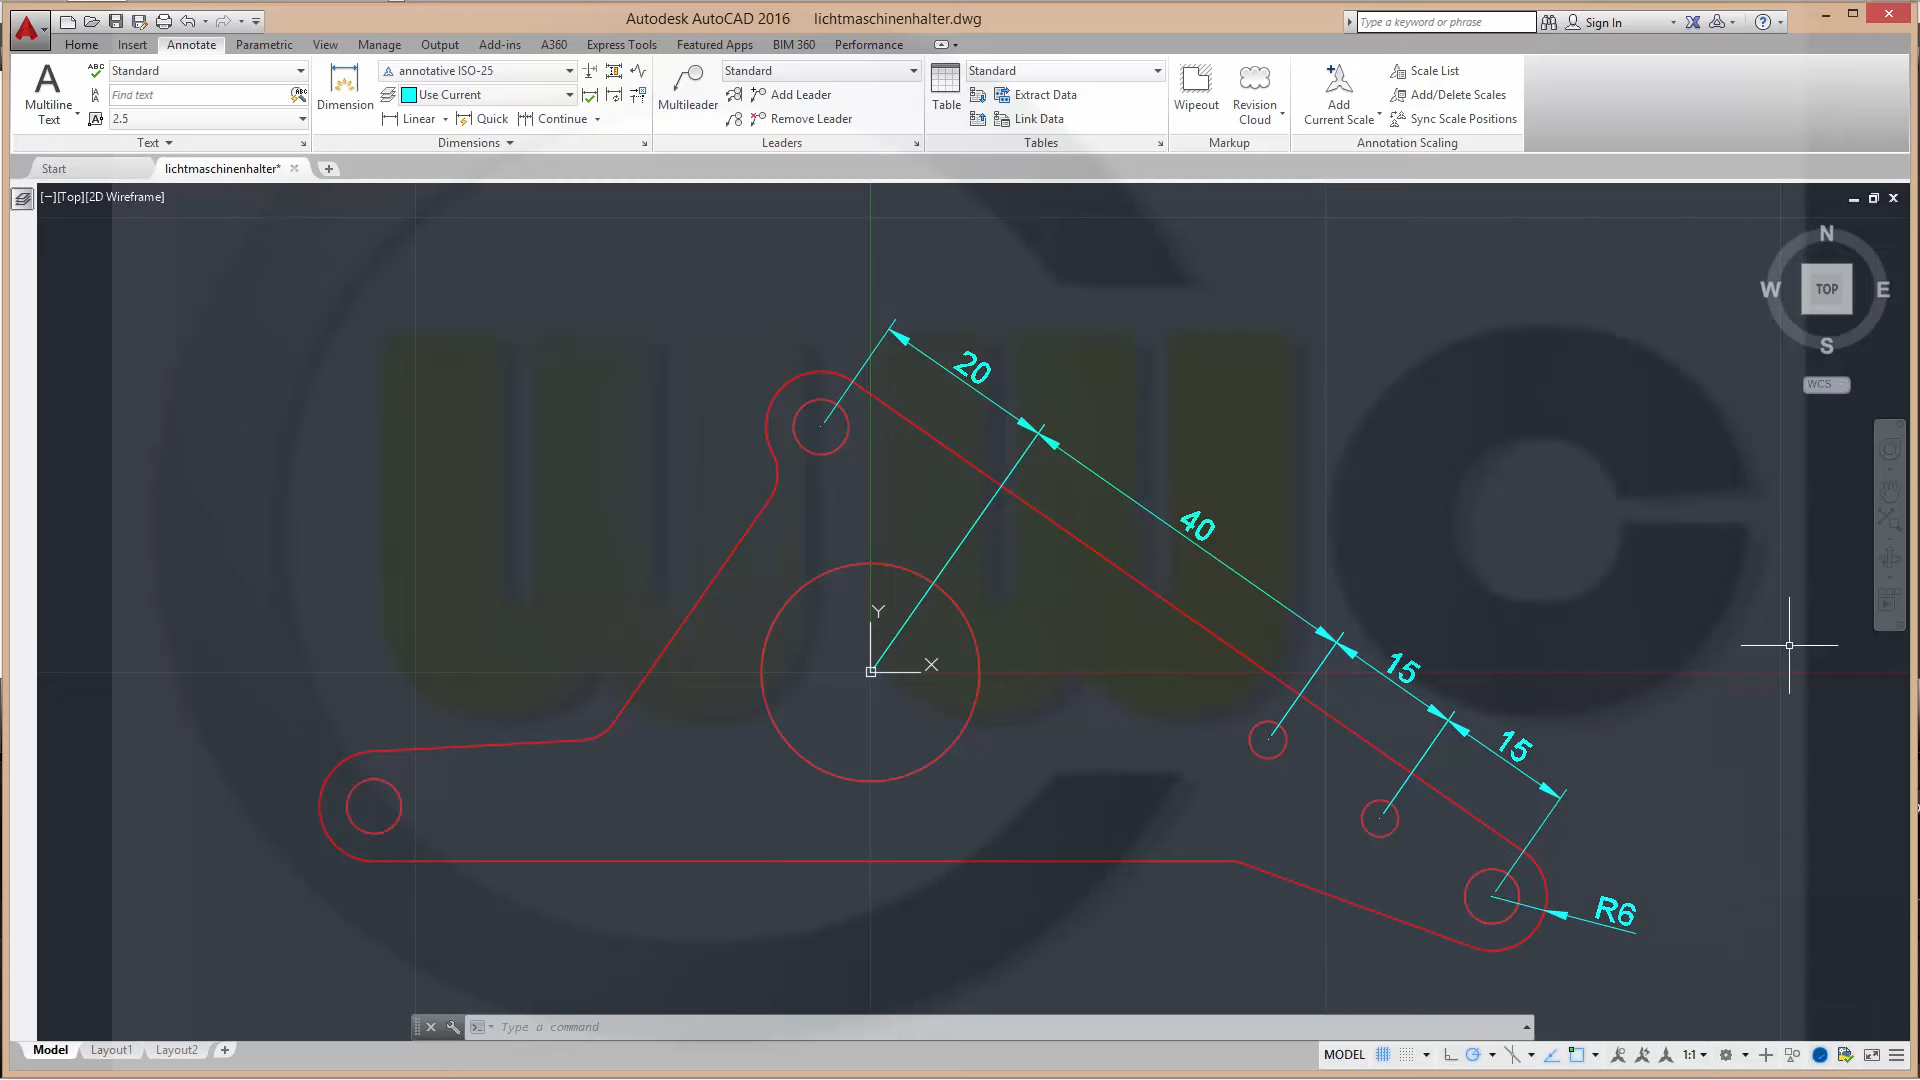 Autodesk AutoCAD 2016 lichtmaschinenhalter.dwg
Type a keyword or phrase
Sign In
Home Insert Annotate Parametric View Manage Output Add-ins A360 Express Tools Featured Apps BIM 360 Performance
A
Multiline
Text
ABC
Standard
Find text
2.5
Text
Dimension
annotative ISO-25
Use Current
Linear
Quick
Continue
Dimensions
Multileader
Standard
Add Leader
Remove Leader
Leaders
Table
Standard
Extract Data
Link Data
Tables
Wipeout
Revision
Cloud
Markup
Add
Current Scale
Scale List
Add/Delete Scales
Sync Scale Positions
Annotation Scaling
Start
lichtmaschinenhalter*
[−][Top][2D Wireframe]
N
W TOP E
S
WCS
20
40
15
15
R6
Y
X
Type a command
Model Layout1 Layout2
MODEL
1:1